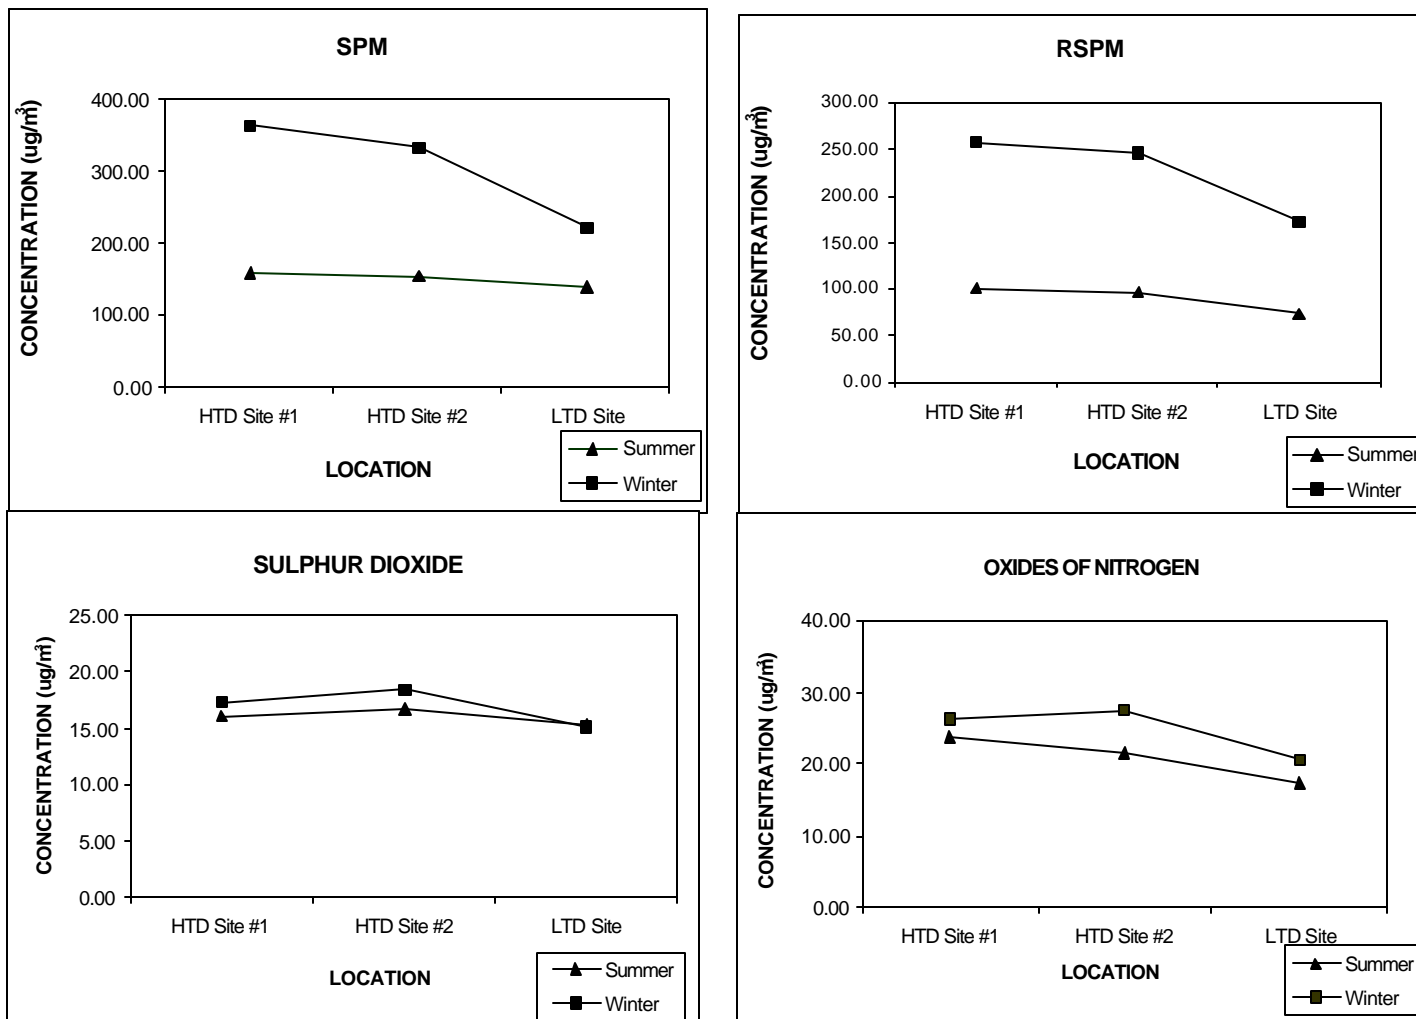 SPM
CONCENTRATION (ug/m³)
400.00
300.00
200.00
100.00
0.00
HTD Site #1 HTD Site #2 LTD Site
LOCATION
Summer
Winter
RSPM
CONCENTRATION (ug/m³)
300.00
250.00
200.00
150.00
100.00
50.00
0.00
HTD Site #1 HTD Site #2 LTD Site
LOCATION
Summer
Winter
SULPHUR DIOXIDE
CONCENTRATION (ug/m³)
25.00
20.00
15.00
10.00
5.00
0.00
HTD Site #1 HTD Site #2 LTD Site
LOCATION
Summer
Winter
OXIDES OF NITROGEN
CONCENTRATION (ug/m³)
40.00
30.00
20.00
10.00
0.00
HTD Site #1 HTD Site #2 LTD Site
LOCATION
Summer
Winter